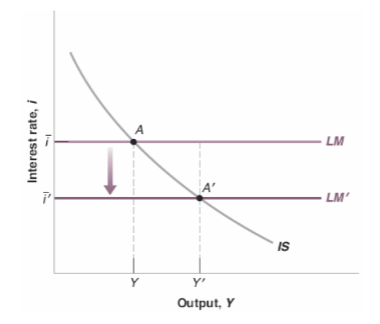 Interest rate, i
A
i̅
LM
A′
i̅′
LM′
IS
Y
Y′
Output, Y